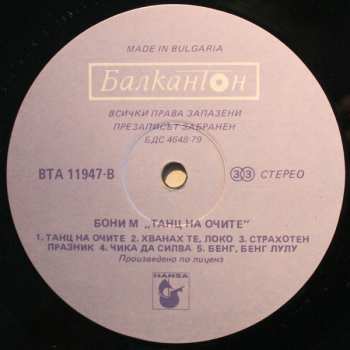 MADE IN BULGARIA
Балкантон
ВСИЧКИ ПРАВА ЗАПАЗЕНИ
ПРЕЗАПИСЪТ ЗАБРАНЕН
БДС 4648-79
ВТА 11947-В
33 СТЕРЕО
БОНИ М „ТАНЦ НА ОЧИТЕ"
1. ТАНЦ НА ОЧИТЕ 2. ХВАНАХ ТЕ, ЛОКО 3. СТРАХОТЕН
ПРАЗНИК 4. ЧИКА ДА СИЛВА 5. БЕНГ, БЕНГ ЛУЛУ
Произведено по лиценз
HANSA